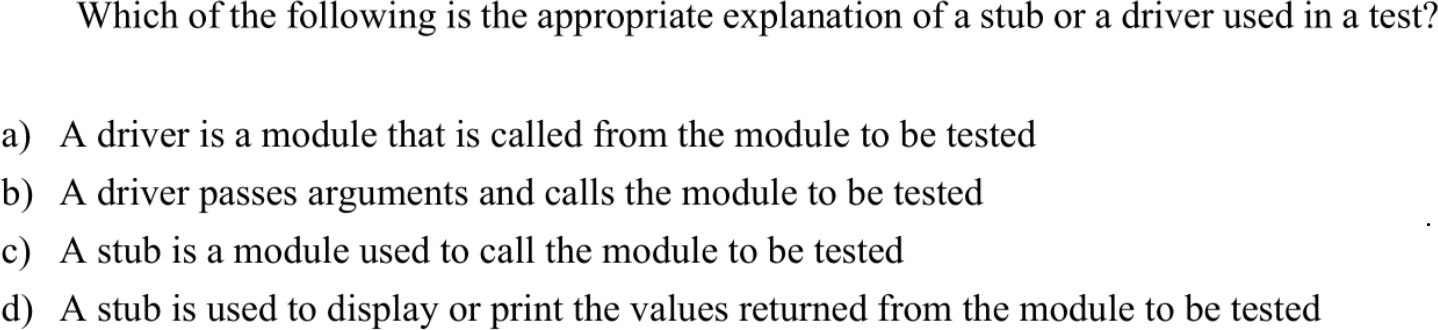 Which of the following is the appropriate explanation of a stub or a driver used in a test?
a) A driver is a module that is called from the module to be tested
b) A driver passes arguments and calls the module to be tested
c) A stub is a module used to call the module to be tested
d) A stub is used to display or print the values returned from the module to be tested